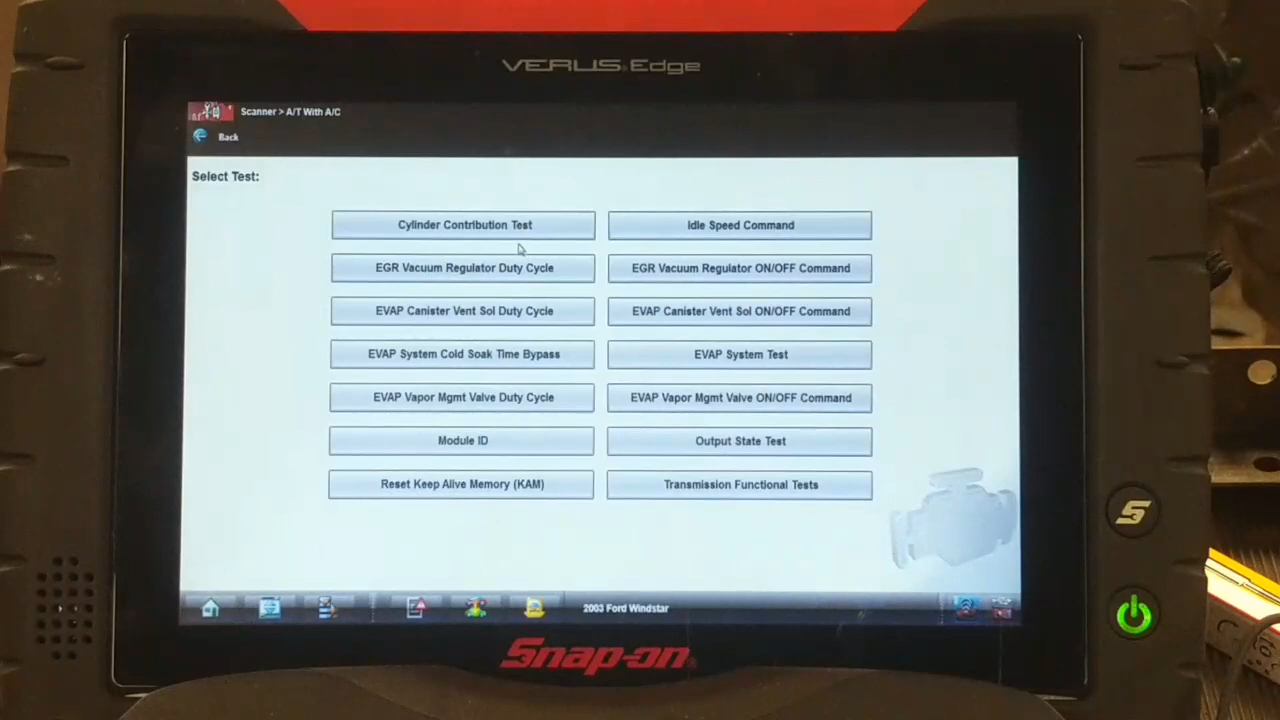 VERUS Edge
Scanner > A/T With A/C
Back
Select Test:
Cylinder Contribution Test
Idle Speed Command
EGR Vacuum Regulator Duty Cycle
EGR Vacuum Regulator ON/OFF Command
EVAP Canister Vent Sol Duty Cycle
EVAP Canister Vent Sol ON/OFF Command
EVAP System Cold Soak Time Bypass
EVAP System Test
EVAP Vapor Mgmt Valve Duty Cycle
EVAP Vapor Mgmt Valve ON/OFF Command
Module ID
Output State Test
Reset Keep Alive Memory (KAM)
Transmission Functional Tests
S
2003 Ford Windstar
Snap-on